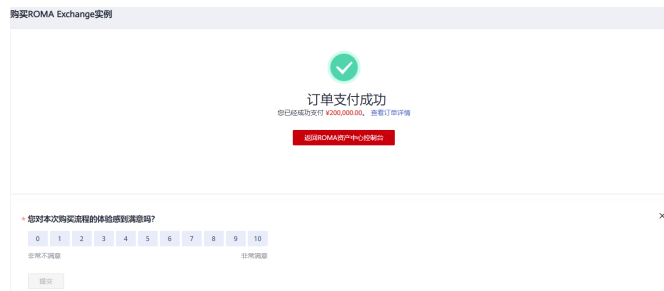 购买ROMA Exchange实例
订单支付成功
您已经成功支付 ¥200,000.00。 查看订单详情
返回ROMA资产中心控制台
* 您对本次购买流程的体验感到满意吗?
0 1 2 3 4 5 6 7 8 9 10
非常不满意 非常满意
提交